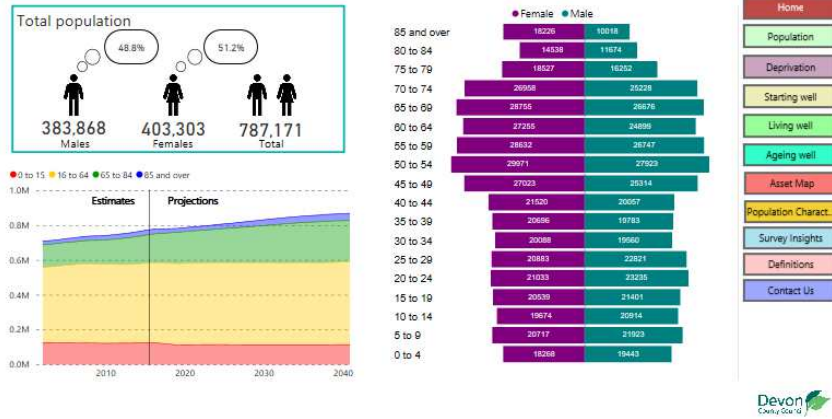 Total population
48.8%
51.2%
383,868
403,303
787,171
Males
Females
Total
0 to 15 16 to 64 65 to 84 85 and over
1.0M
Estimates
Projections
0.8M
0.6M
0.4M
0.2M
0.0M
2010
2020
2030
2040
Female Male
85 and over 18226 10018
80 to 84 14538 11674
75 to 79 18527 16252
70 to 74 26958 25228
65 to 69 28755 26676
60 to 64 27255 24899
55 to 59 28632 26747
50 to 54 29971 27923
45 to 49 27023 25314
40 to 44 21520 20057
35 to 39 20696 19783
30 to 34 20088 19560
25 to 29 20883 22821
20 to 24 21033 23235
15 to 19 20539 21401
10 to 14 19674 20914
5 to 9 20717 21923
0 to 4 18268 19443
Home
Population
Deprivation
Starting well
Living well
Ageing well
Asset Map
Population Charact...
Survey Insights
Definitions
Contact Us
Devon
County Council